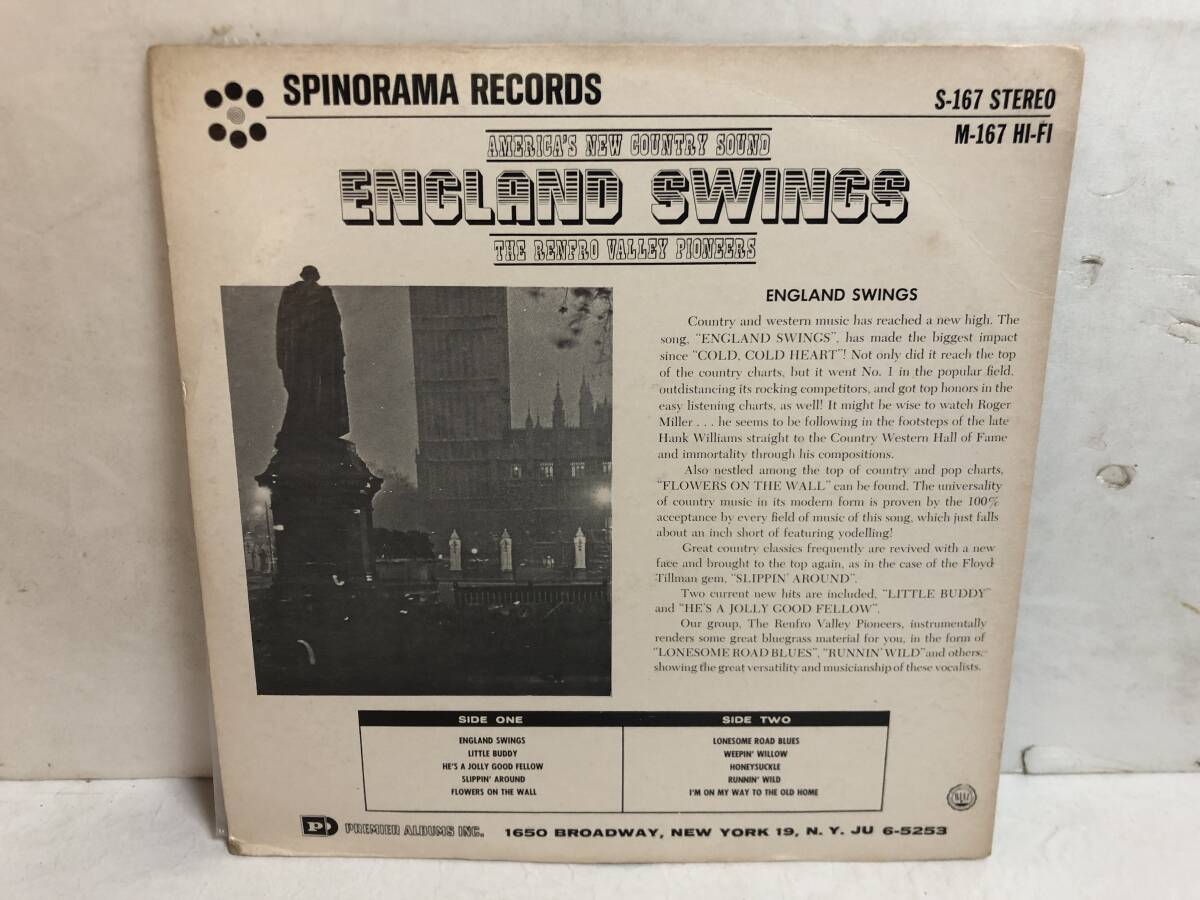 SPINORAMA RECORDS
S-167 STEREO
M-167 HI-FI
AMERICA'S NEW COUNTRY SOUND
ENGLAND SWINGS
THE RENFRO VALLEY PIONEERS
ENGLAND SWINGS
Country and western music has reached a new high. The
song, "ENGLAND SWINGS", has made the biggest impact
since "COLD, COLD HEART"! Not only did it reach the top
of the country charts, but it went No. 1 in the popular field,
outdistancing its rocking competitors, and got top honors in the
easy listening charts, as well! It might be wise to watch Roger
Miller . . . he seems to be following in the footsteps of the late
Hank Williams straight to the Country Western Hall of Fame
and immortality through his compositions.
Also nestled among the top of country and pop charts,
"FLOWERS ON THE WALL" can be found. The universality
of country music in its modern form is proven by the 100%
acceptance by every field of music of this song, which just falls
about an inch short of featuring yodelling!
Great country classics frequently are revived with a new
face and brought to the top again, as in the case of the Floyd
Tillman gem, "SLIPPIN' AROUND".
Two current new hits are included, "LITTLE BUDDY"
and "HE'S A JOLLY GOOD FELLOW".
Our group, The Renfro Valley Pioneers, instrumentally
renders some great bluegrass material for you, in the form of
"LONESOME ROAD BLUES", "RUNNIN' WILD" and others,
showing the great versatility and musicianship of these vocalists.
SIDE ONE
ENGLAND SWINGS
LITTLE BUDDY
HE'S A JOLLY GOOD FELLOW
SLIPPIN' AROUND
FLOWERS ON THE WALL
SIDE TWO
LONESOME ROAD BLUES
WEEPIN' WILLOW
HONEYSUCKLE
RUNNIN' WILD
I'M ON MY WAY TO THE OLD HOME
PREMIER ALBUMS INC. 1650 BROADWAY, NEW YORK 19, N. Y. JU 6-5253